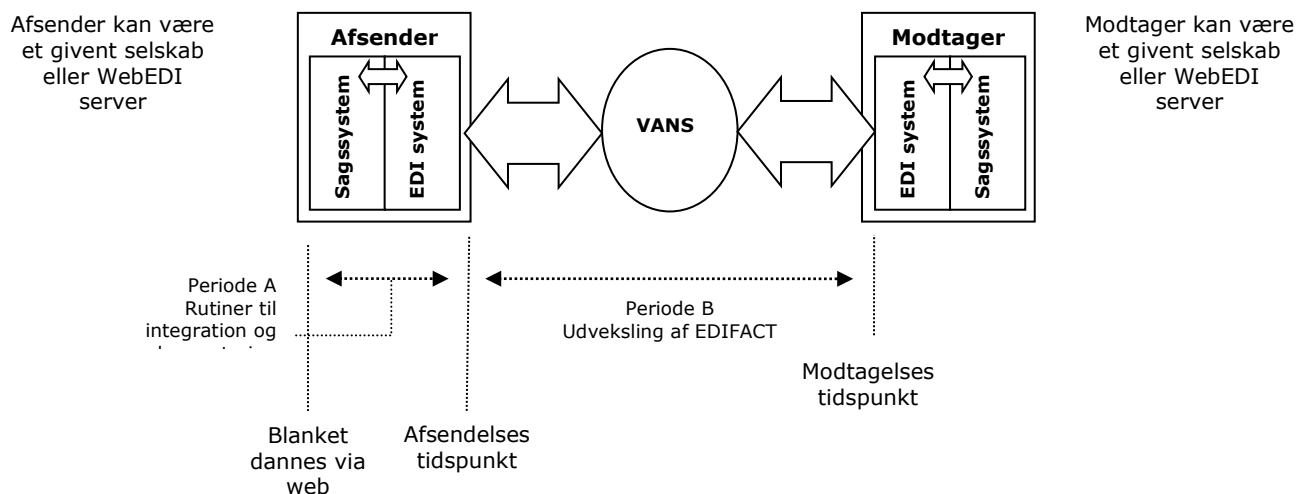 Afsender kan være
et givent selskab
eller WebEDI
server
Afsender
Sagssystem
EDI system
VANS
Modtager
EDI system
Sagssystem
Modtager kan være
et givent selskab
eller WebEDI
server
Periode A
Rutiner til
integration og
Periode B
Udveksling af EDIFACT
Modtagelses
tidspunkt
Blanket
dannes via
web
Afsendelses
tidspunkt